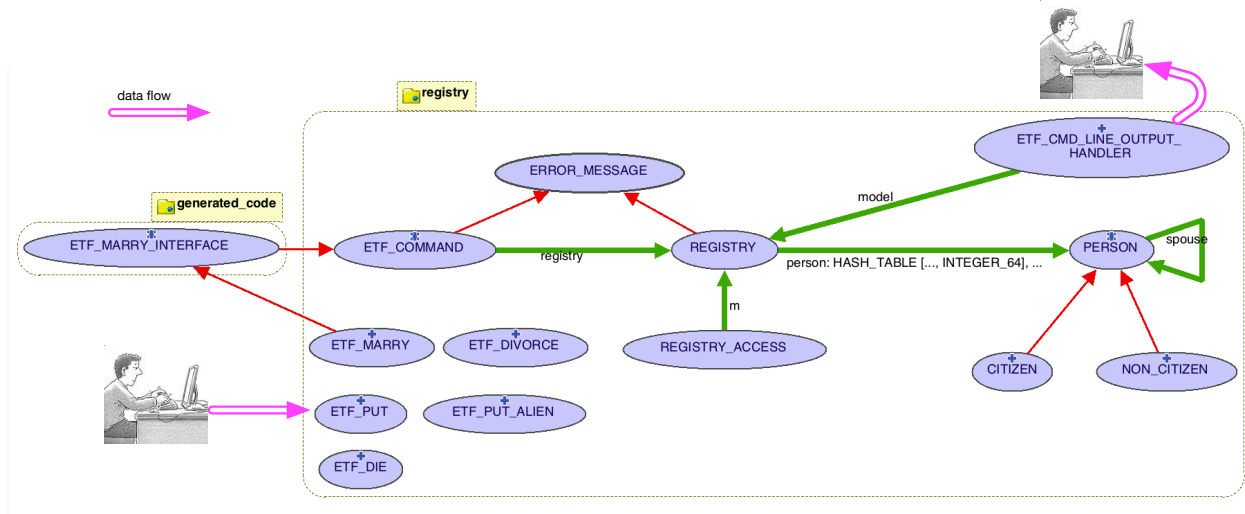 data flow
registry
ETF_CMD_LINE_OUTPUT_
HANDLER
ERROR_MESSAGE
model
generated_code
ETF_MARRY_INTERFACE
ETF_COMMAND
registry
REGISTRY
person: HASH_TABLE [..., INTEGER_64], ...
PERSON
spouse
m
ETF_MARRY
ETF_DIVORCE
REGISTRY_ACCESS
CITIZEN
NON_CITIZEN
ETF_PUT
ETF_PUT_ALIEN
ETF_DIE